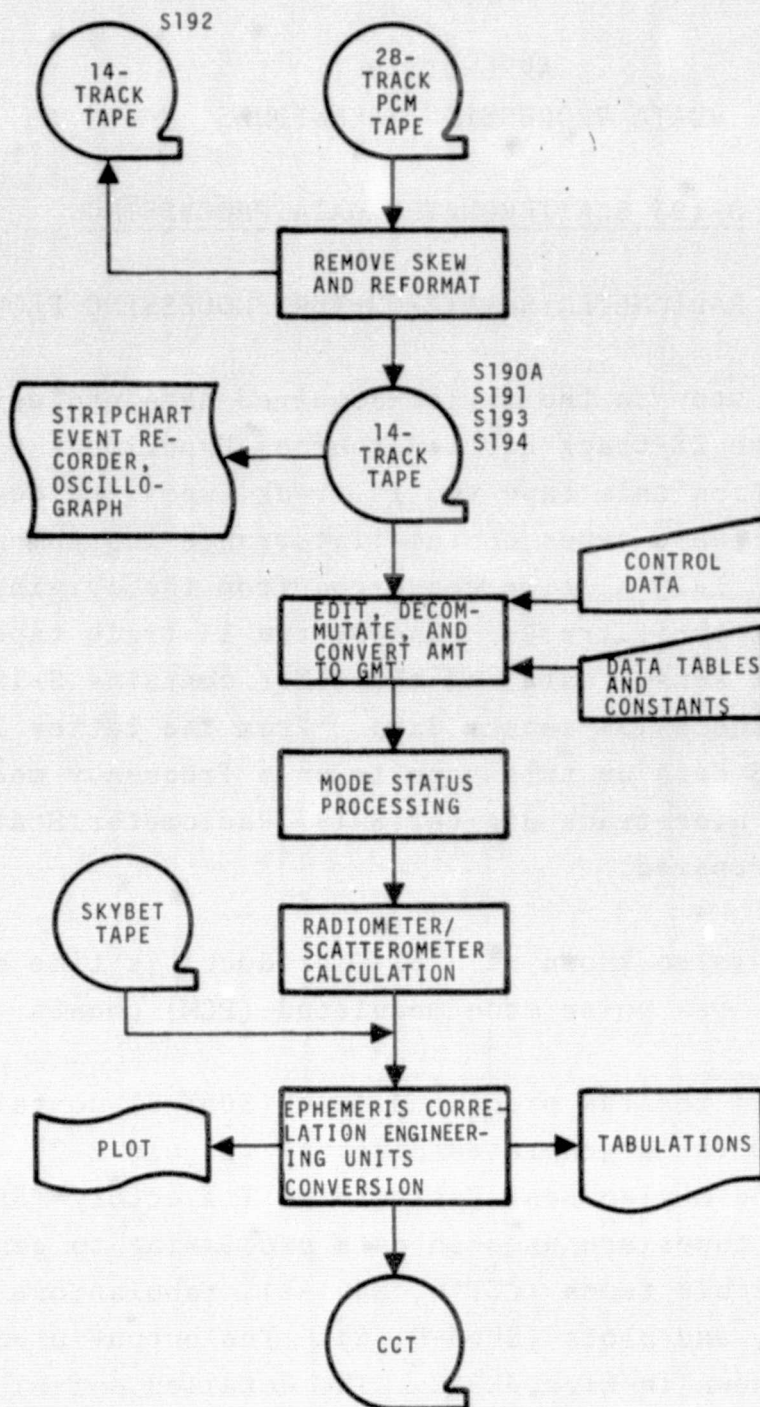 S192
14-
TRACK
TAPE
28-
TRACK
PCM
TAPE
REMOVE SKEW
AND REFORMAT
S190A
S191
S193
S194
STRIPCHART
EVENT RE-
CORDER,
OSCILLO-
GRAPH
14-
TRACK
TAPE
CONTROL
DATA
EDIT, DECOM-
MUTATE, AND
CONVERT AMT
TO GMT
DATA TABLES
AND
CONSTANTS
MODE STATUS
PROCESSING
SKYBET
TAPE
RADIOMETER/
SCATTEROMETER
CALCULATION
PLOT
EPHEMERIS CORRE-
LATION ENGINEER-
ING UNITS
CONVERSION
TABULATIONS
CCT